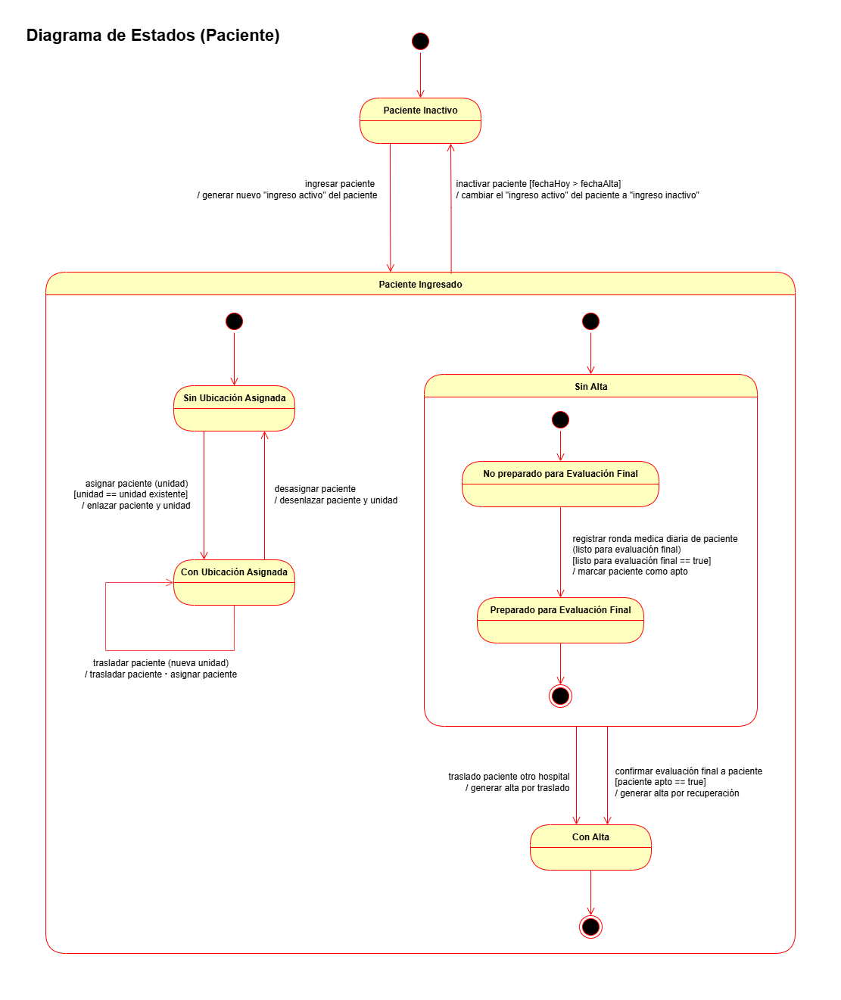 Diagrama de Estados (Paciente)
Paciente Inactivo
ingresar paciente
/ generar nuevo "ingreso activo" del paciente
inactivar paciente [fechaHoy > fechaAlta]
/ cambiar el "ingreso activo" del paciente a "ingreso inactivo"
Paciente Ingresado
Sin Ubicación Asignada
asignar paciente (unidad)
[unidad == unidad existente]
/ enlazar paciente y unidad
desasignar paciente
/ desenlazar paciente y unidad
Con Ubicación Asignada
trasladar paciente (nueva unidad)
/ trasladar paciente · asignar paciente
Sin Alta
No preparado para Evaluación Final
registrar ronda medica diaria de paciente
(listo para evaluación final)
[listo para evaluación final == true]
/ marcar paciente como apto
Preparado para Evaluación Final
traslado paciente otro hospital
/ generar alta por traslado
confirmar evaluación final a paciente
[paciente apto == true]
/ generar alta por recuperación
Con Alta